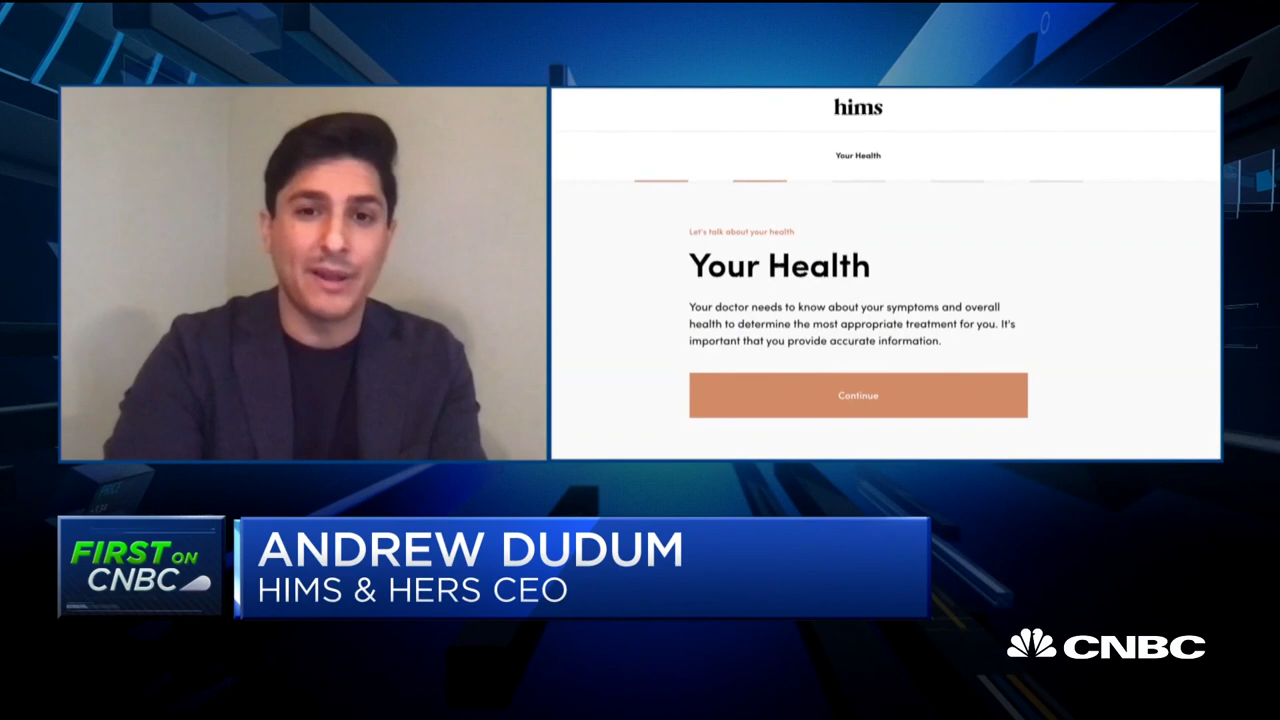 hims
Your Health
Let's talk about your health
Your Health
Your doctor needs to know about your symptoms and overall
health to determine the most appropriate treatment for you. It's
important that you provide accurate information.
Continue
FIRST ON
CNBC
ANDREW DUDUM
HIMS & HERS CEO
CNBC